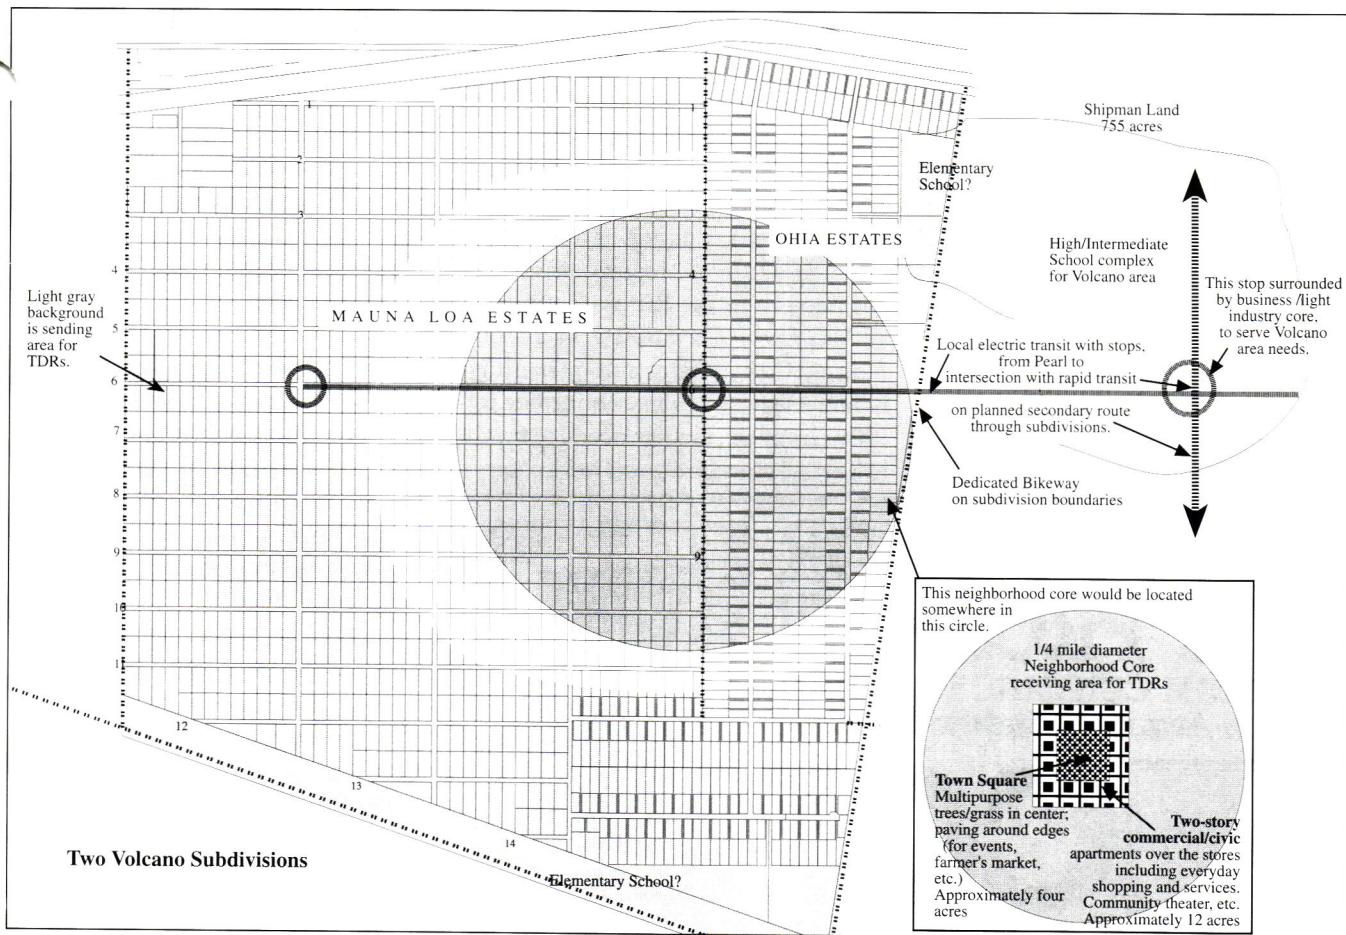 Shipman Land
755 acres
Elementary
School?
OHIA ESTATES
High/Intermediate
School complex
for Volcano area
This stop surrounded
by business /light
industry core,
to serve Volcano
area needs.
Light gray
background
is sending
area for
TDRs.
MAUNA LOA ESTATES
Local electric transit with stops,
from Pearl to
intersection with rapid transit
on planned secondary route
through subdivisions.
Dedicated Bikeway
on subdivision boundaries
1
1
2
3
4
4
5
6
6
7
8
9
9
10
12
13
14
This neighborhood core would be located
somewhere in
this circle.
1/4 mile diameter
Neighborhood Core
receiving area for TDRs
Town Square
Multipurpose
trees/grass in center;
paving around edges
(for events,
farmer's market,
etc.)
Approximately four
acres
Two-story
commercial/civic
apartments over the stores
including everyday
shopping and services.
Community theater, etc.
Approximately 12 acres
Two Volcano Subdivisions
Elementary School?